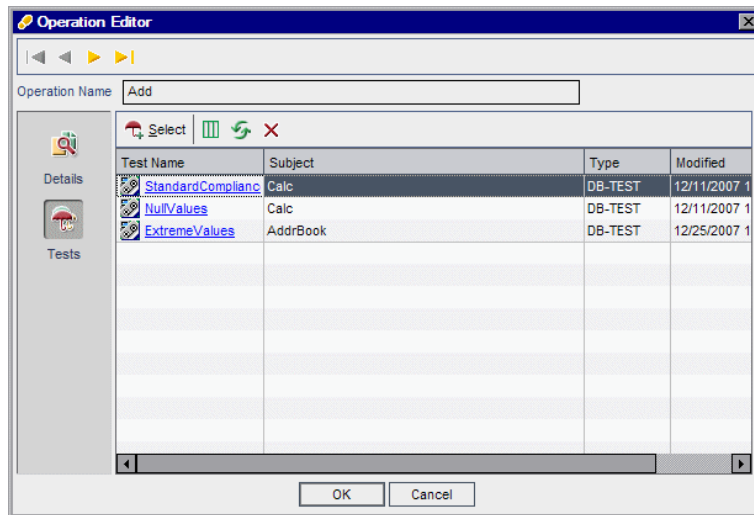 Operation Editor
Operation Name Add
Select
Details
Tests
Test Name Subject Type Modified
StandardComplianc Calc DB-TEST 12/11/2007 1
NullValues Calc DB-TEST 12/11/2007 1
ExtremeValues AddrBook DB-TEST 12/25/2007 1
OK Cancel